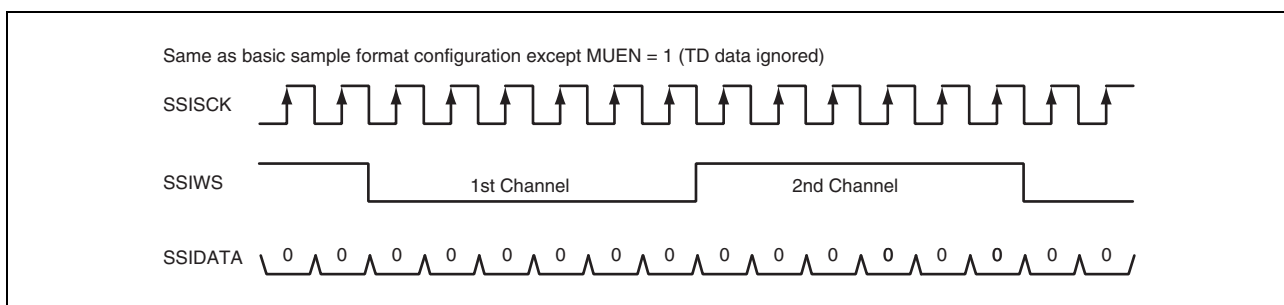 Same as basic sample format configuration except MUEN = 1 (TD data ignored)
SSISCK
SSIWS 1st Channel 2nd Channel
SSIDATA 0 0 0 0 0 0 0 0 0 0 0 0 0 0 0 0